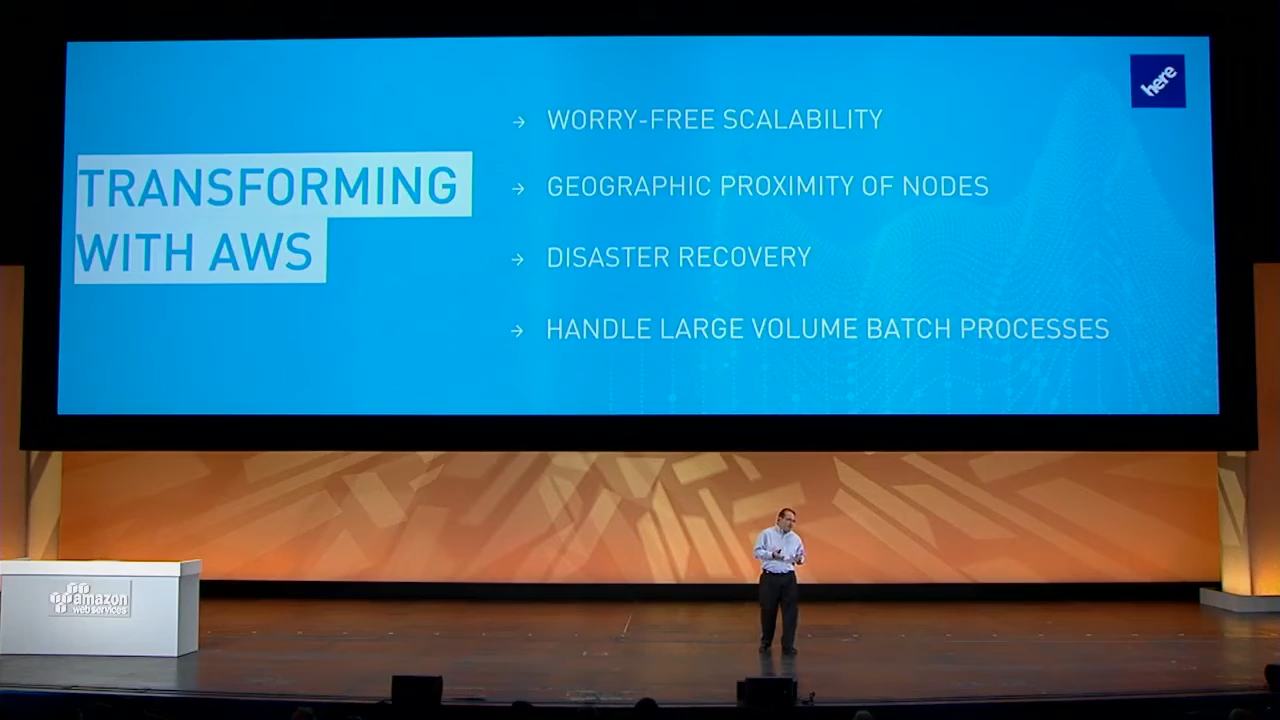 here
TRANSFORMING
WITH AWS
→ WORRY-FREE SCALABILITY
→ GEOGRAPHIC PROXIMITY OF NODES
→ DISASTER RECOVERY
→ HANDLE LARGE VOLUME BATCH PROCESSES
amazon
web services